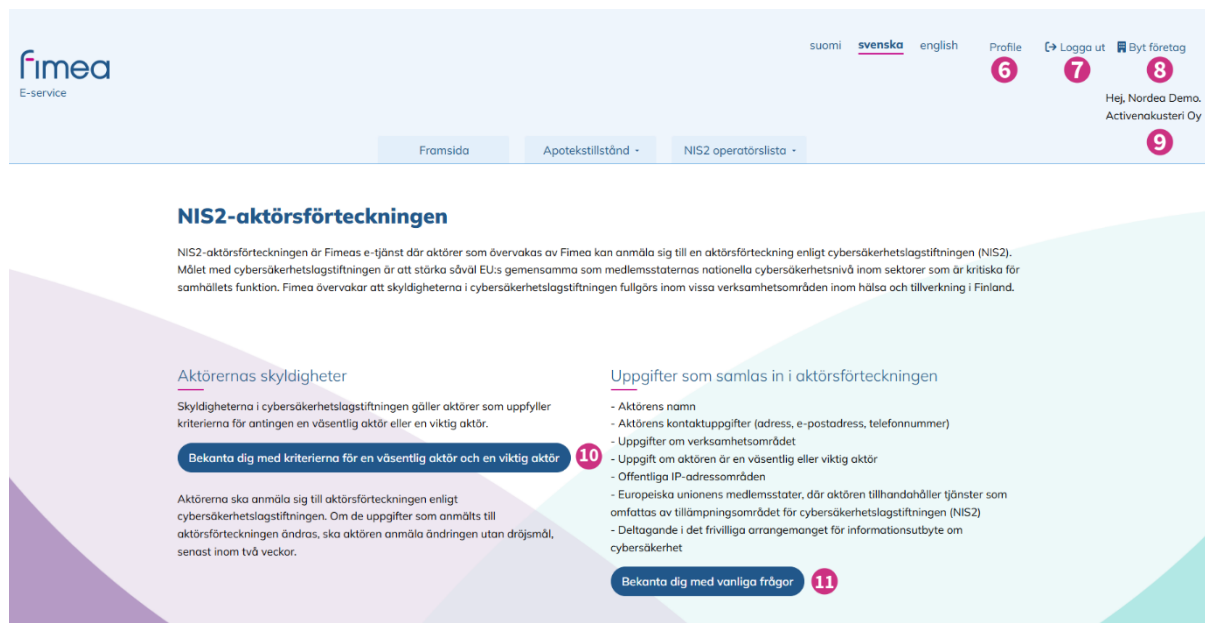 fimea
E-service
suomi svenska english Profile Logga ut Byt företag
6 7 8
Hej, Nordea Demo.
Activenakusteri Oy
9
Framsida Apotekstillstånd NIS2 operatörslista
NIS2-aktörsförteckningen
NIS2-aktörsförteckningen är Fimeas e-tjänst där aktörer som övervakas av Fimea kan anmäla sig till en aktörsförteckning enligt cybersäkerhetslagstiftningen (NIS2).
Målet med cybersäkerhetslagstiftningen är att stärka såväl EU:s gemensamma som medlemsstaternas nationella cybersäkerhetsnivå inom sektorer som är kritiska för
samhällets funktion. Fimea övervakar att skyldigheterna i cybersäkerhetslagstiftningen fullgörs inom vissa verksamhetsområden inom hälsa och tillverkning i Finland.
Aktörernas skyldigheter
Skyldigheterna i cybersäkerhetslagstiftningen gäller aktörer som uppfyller
kriterierna för antingen en väsentlig aktör eller en viktig aktör.
Bekanta dig med kriterierna för en väsentlig aktör och en viktig aktör 10
Aktörerna ska anmäla sig till aktörsförteckningen enligt
cybersäkerhetslagstiftningen. Om de uppgifter som anmälts till
aktörsförteckningen ändras, ska aktören anmäla ändringen utan dröjsmål,
senast inom två veckor.
Uppgifter som samlas in i aktörsförteckningen
- Aktörens namn
- Aktörens kontaktuppgifter (adress, e-postadress, telefonnummer)
- Uppgifter om verksamhetsområdet
- Uppgift om aktören är en väsentlig eller viktig aktör
- Offentliga IP-adressområden
- Europeiska unionens medlemsstater, där aktören tillhandahåller tjänster som
omfattas av tillämpningsområdet för cybersäkerhetslagstiftningen (NIS2)
- Deltagande i det frivilliga arrangemanget för informationsutbyte om
cybersäkerhet
Bekanta dig med vanliga frågor 11